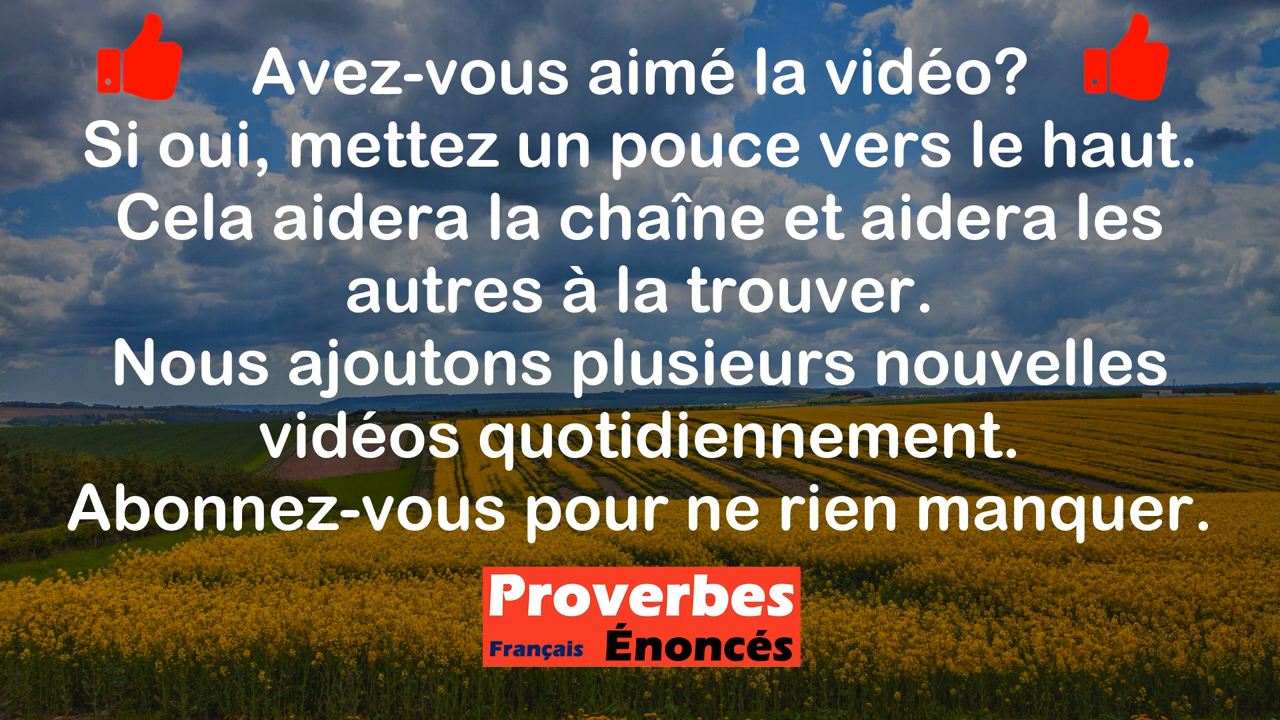 Avez-vous aimé la vidéo?
Si oui, mettez un pouce vers le haut.
Cela aidera la chaîne et aidera les
autres à la trouver.
Nous ajoutons plusieurs nouvelles
vidéos quotidiennement.
Abonnez-vous pour ne rien manquer.
Proverbes
Français Énoncés